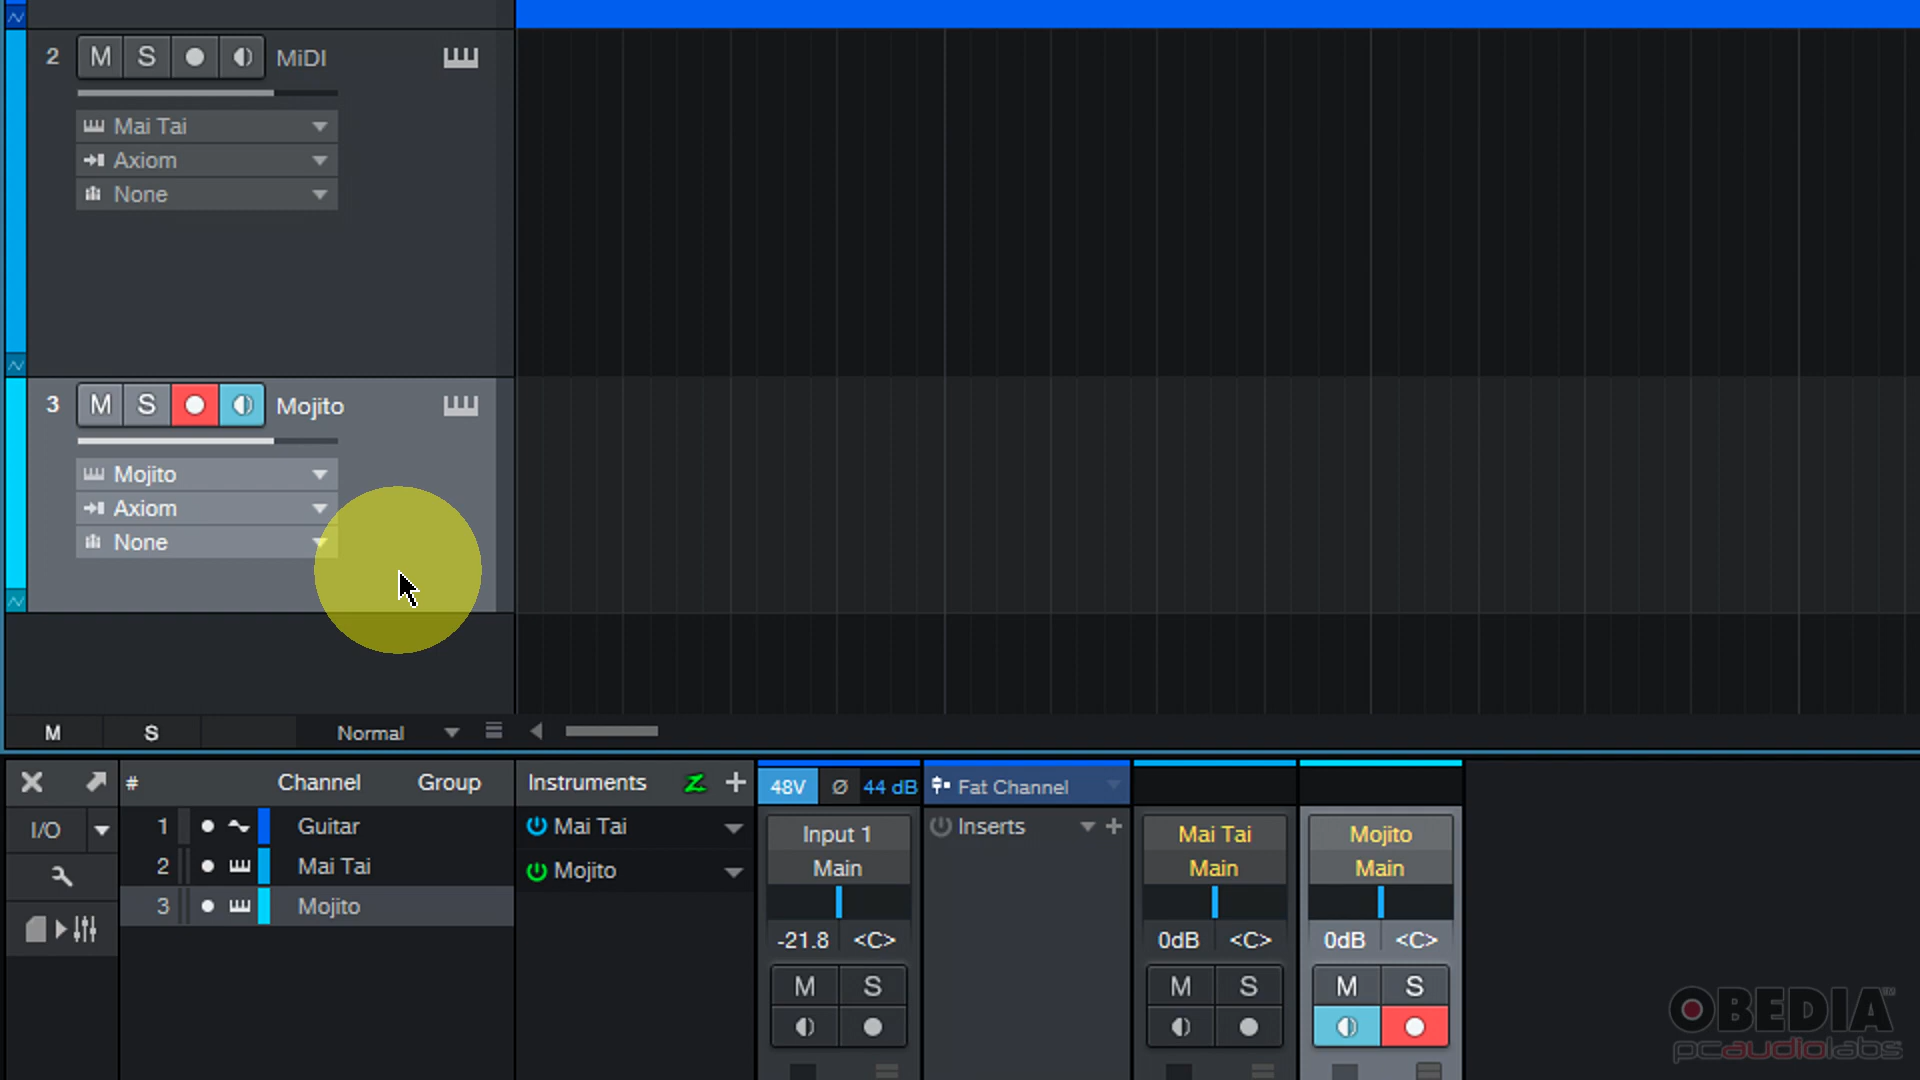 2 M S MiDI
Mai Tai
Axiom
None
3 M S Mojito
Mojito
Axiom
None
M S Normal
# Channel Group
I/O
1 Guitar
2 Mai Tai
3 Mojito
Instruments Z +
Mai Tai
Mojito
48V Ø 44 dB
Input 1
Main
-21.8 <C>
M S
Fat Channel
Inserts +
Mai Tai
Main
0dB <C>
M S
Mojito
Main
0dB <C>
M S
OBEDIA
pcaudiolabs